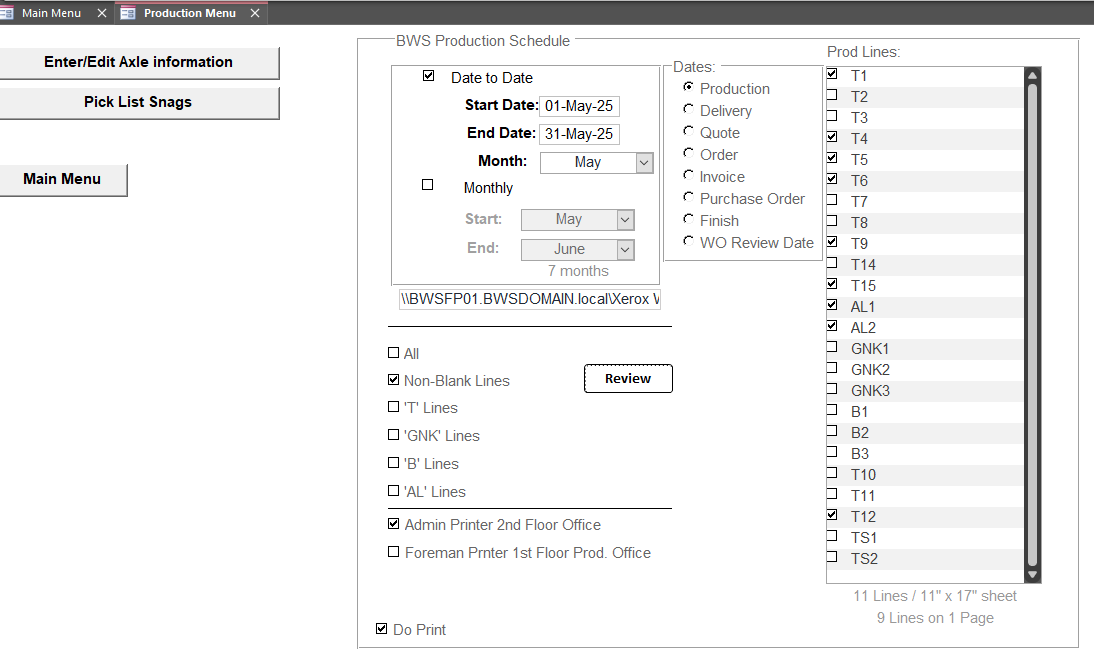 Main Menu
Production Menu
Enter/Edit Axle information
Pick List Snags
Main Menu
BWS Production Schedule
Date to Date
Start Date: 01-May-25
End Date: 31-May-25
Month: May
Monthly
Start: May
End: June
7 months
\\BWSFP01.BWSDOMAIN.local\Xerox
Dates:
Production
Delivery
Quote
Order
Invoice
Purchase Order
Finish
WO Review Date
All
Non-Blank Lines
Review
'T' Lines
'GNK' Lines
'B' Lines
'AL' Lines
Admin Printer 2nd Floor Office
Foreman Prnter 1st Floor Prod. Office
Do Print
Prod Lines:
T1
T2
T3
T4
T5
T6
T7
T8
T9
T14
T15
AL1
AL2
GNK1
GNK2
GNK3
B1
B2
B3
T10
T11
T12
TS1
TS2
11 Lines / 11" x 17" sheet
9 Lines on 1 Page